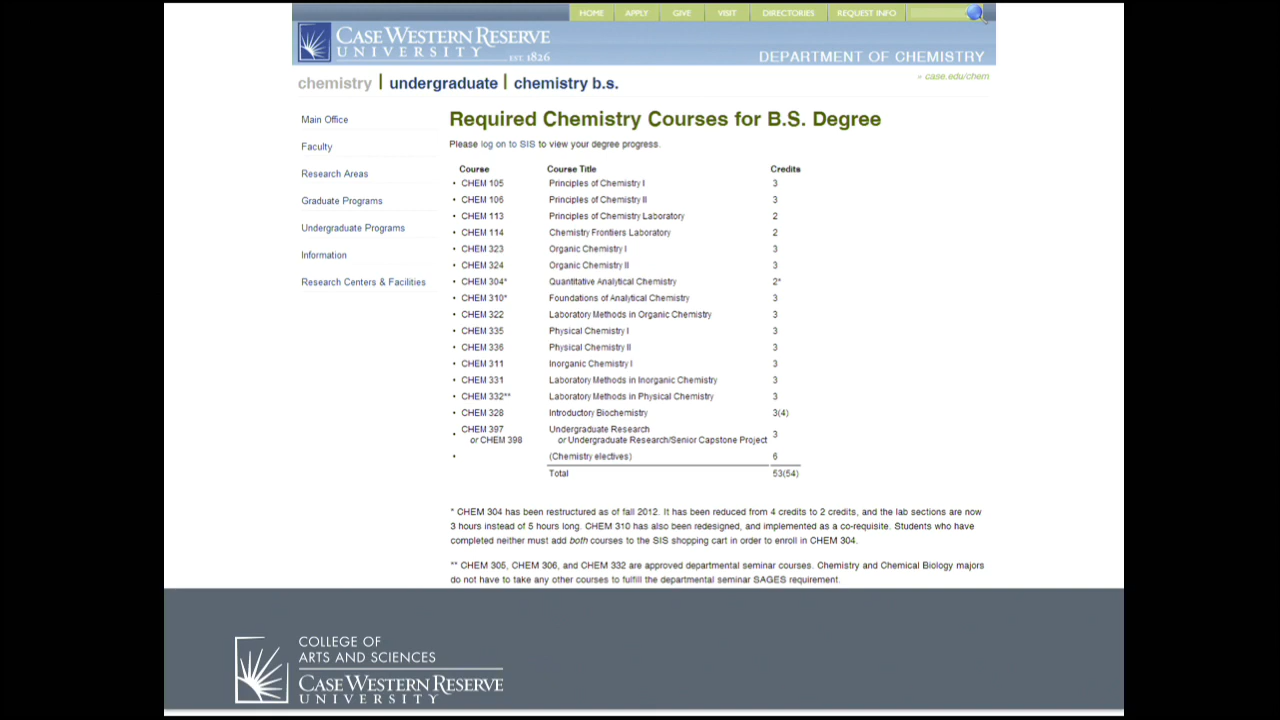 HOME APPLY GIVE VISIT DIRECTORIES REQUEST INFO
CASE WESTERN RESERVE
UNIVERSITY EST. 1826
DEPARTMENT OF CHEMISTRY
chemistry | undergraduate | chemistry b.s.
» case.edu/chem
Main Office
Faculty
Research Areas
Graduate Programs
Undergraduate Programs
Information
Research Centers & Facilities
Required Chemistry Courses for B.S. Degree
Please log on to SIS to view your degree progress.
Course Course Title Credits
• CHEM 105 Principles of Chemistry I 3
• CHEM 106 Principles of Chemistry II 3
• CHEM 113 Principles of Chemistry Laboratory 2
• CHEM 114 Chemistry Frontiers Laboratory 2
• CHEM 323 Organic Chemistry I 3
• CHEM 324 Organic Chemistry II 3
• CHEM 304* Quantitative Analytical Chemistry 2*
• CHEM 310* Foundations of Analytical Chemistry 3
• CHEM 322 Laboratory Methods in Organic Chemistry 3
• CHEM 335 Physical Chemistry I 3
• CHEM 336 Physical Chemistry II 3
• CHEM 311 Inorganic Chemistry I 3
• CHEM 331 Laboratory Methods in Inorganic Chemistry 3
• CHEM 332** Laboratory Methods in Physical Chemistry 3
• CHEM 328 Introductory Biochemistry 3(4)
• CHEM 397 Undergraduate Research 3
or CHEM 398 or Undergraduate Research/Senior Capstone Project
• (Chemistry electives) 6
Total 53(54)
* CHEM 304 has been restructured as of fall 2012. It has been reduced from 4 credits to 2 credits, and the lab sections are now
3 hours instead of 5 hours long. CHEM 310 has also been redesigned, and implemented as a co-requisite. Students who have
completed neither must add both courses to the SIS shopping cart in order to enroll in CHEM 304.
** CHEM 305, CHEM 306, and CHEM 332 are approved departmental seminar courses. Chemistry and Chemical Biology majors
do not have to take any other courses to fulfill the departmental seminar SAGES requirement.
COLLEGE OF
ARTS AND SCIENCES
CASE WESTERN RESERVE
UNIVERSITY